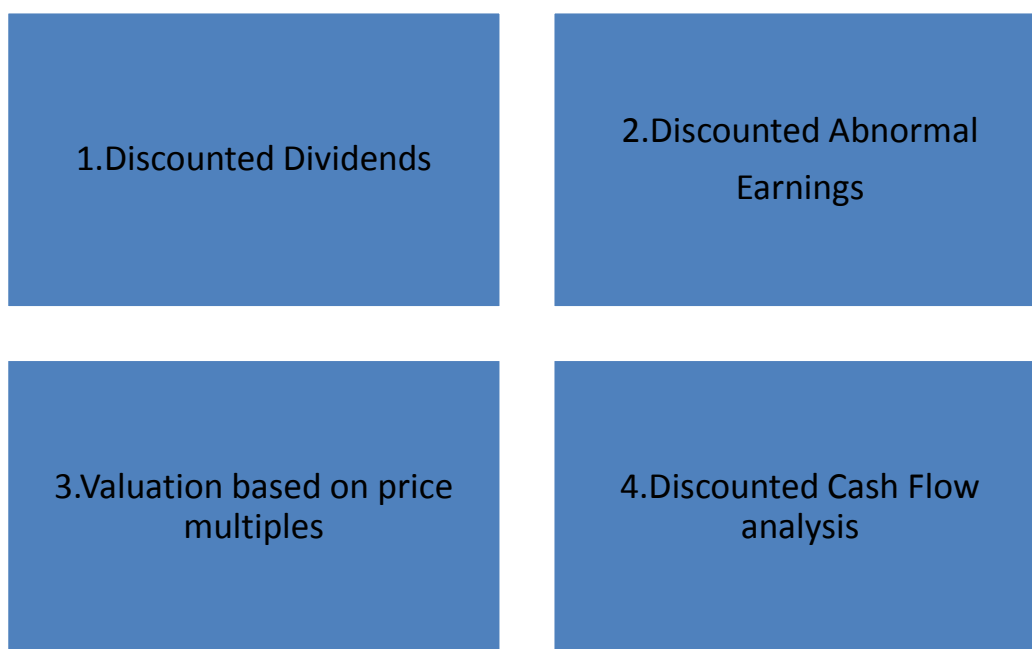 1.Discounted Dividends
2.Discounted Abnormal
Earnings
3.Valuation based on price
multiples
4.Discounted Cash Flow
analysis